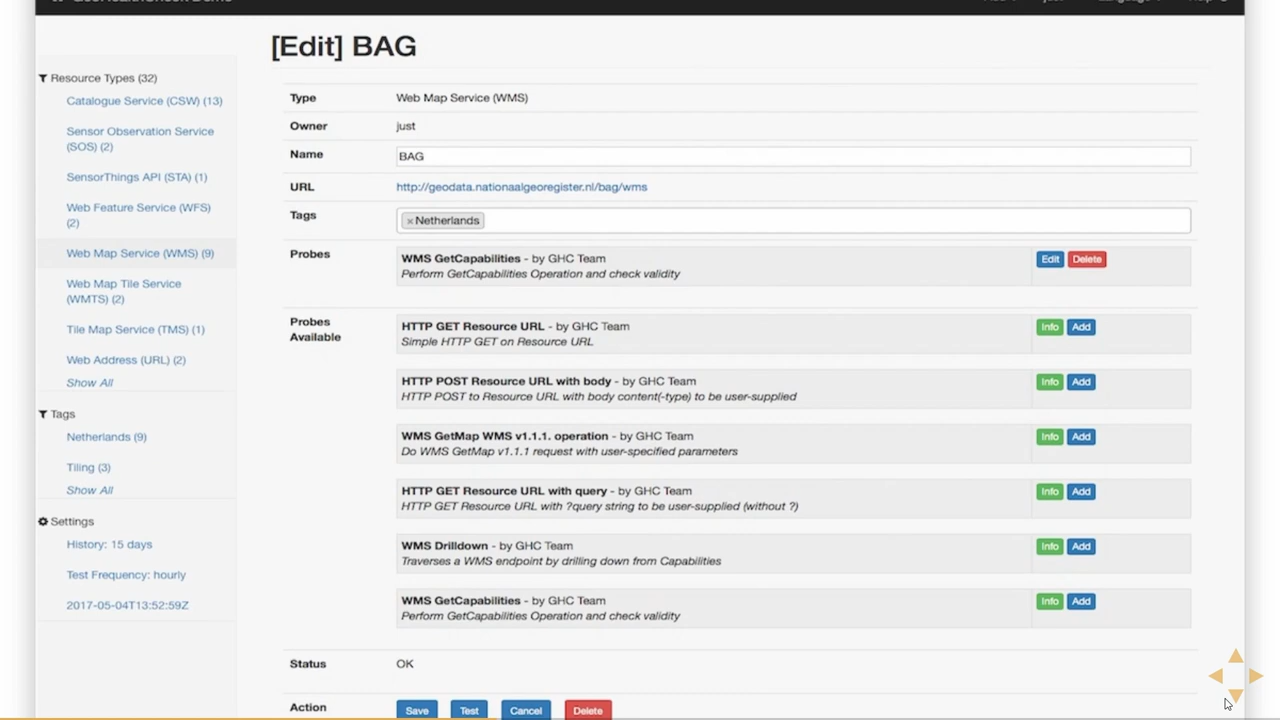 [Edit] BAG
Resource Types (32)
Catalogue Service (CSW) (13)
Sensor Observation Service
(SOS) (2)
SensorThings API (STA) (1)
Web Feature Service (WFS)
(2)
Web Map Service (WMS) (9)
Web Map Tile Service
(WMTS) (2)
Tile Map Service (TMS) (1)
Web Address (URL) (2)
Show All
Tags
Netherlands (9)
Tiling (3)
Show All
Settings
History: 15 days
Test Frequency: hourly
2017-05-04T13:52:59Z
Type Web Map Service (WMS)
Owner just
Name BAG
URL http://geodata.nationaalgeoregister.nl/bag/wms
Tags ×Netherlands
Probes WMS GetCapabilities - by GHC Team Edit Delete
Perform GetCapabilities Operation and check validity
Probes
Available
HTTP GET Resource URL - by GHC Team Info Add
Simple HTTP GET on Resource URL
HTTP POST Resource URL with body - by GHC Team Info Add
HTTP POST to Resource URL with body content(-type) to be user-supplied
WMS GetMap WMS v1.1.1. operation - by GHC Team Info Add
Do WMS GetMap v1.1.1 request with user-specified parameters
HTTP GET Resource URL with query - by GHC Team Info Add
HTTP GET Resource URL with ?query string to be user-supplied (without ?)
WMS Drilldown - by GHC Team Info Add
Traverses a WMS endpoint by drilling down from Capabilities
WMS GetCapabilities - by GHC Team Info Add
Perform GetCapabilities Operation and check validity
Status OK
Action Save Test Cancel Delete